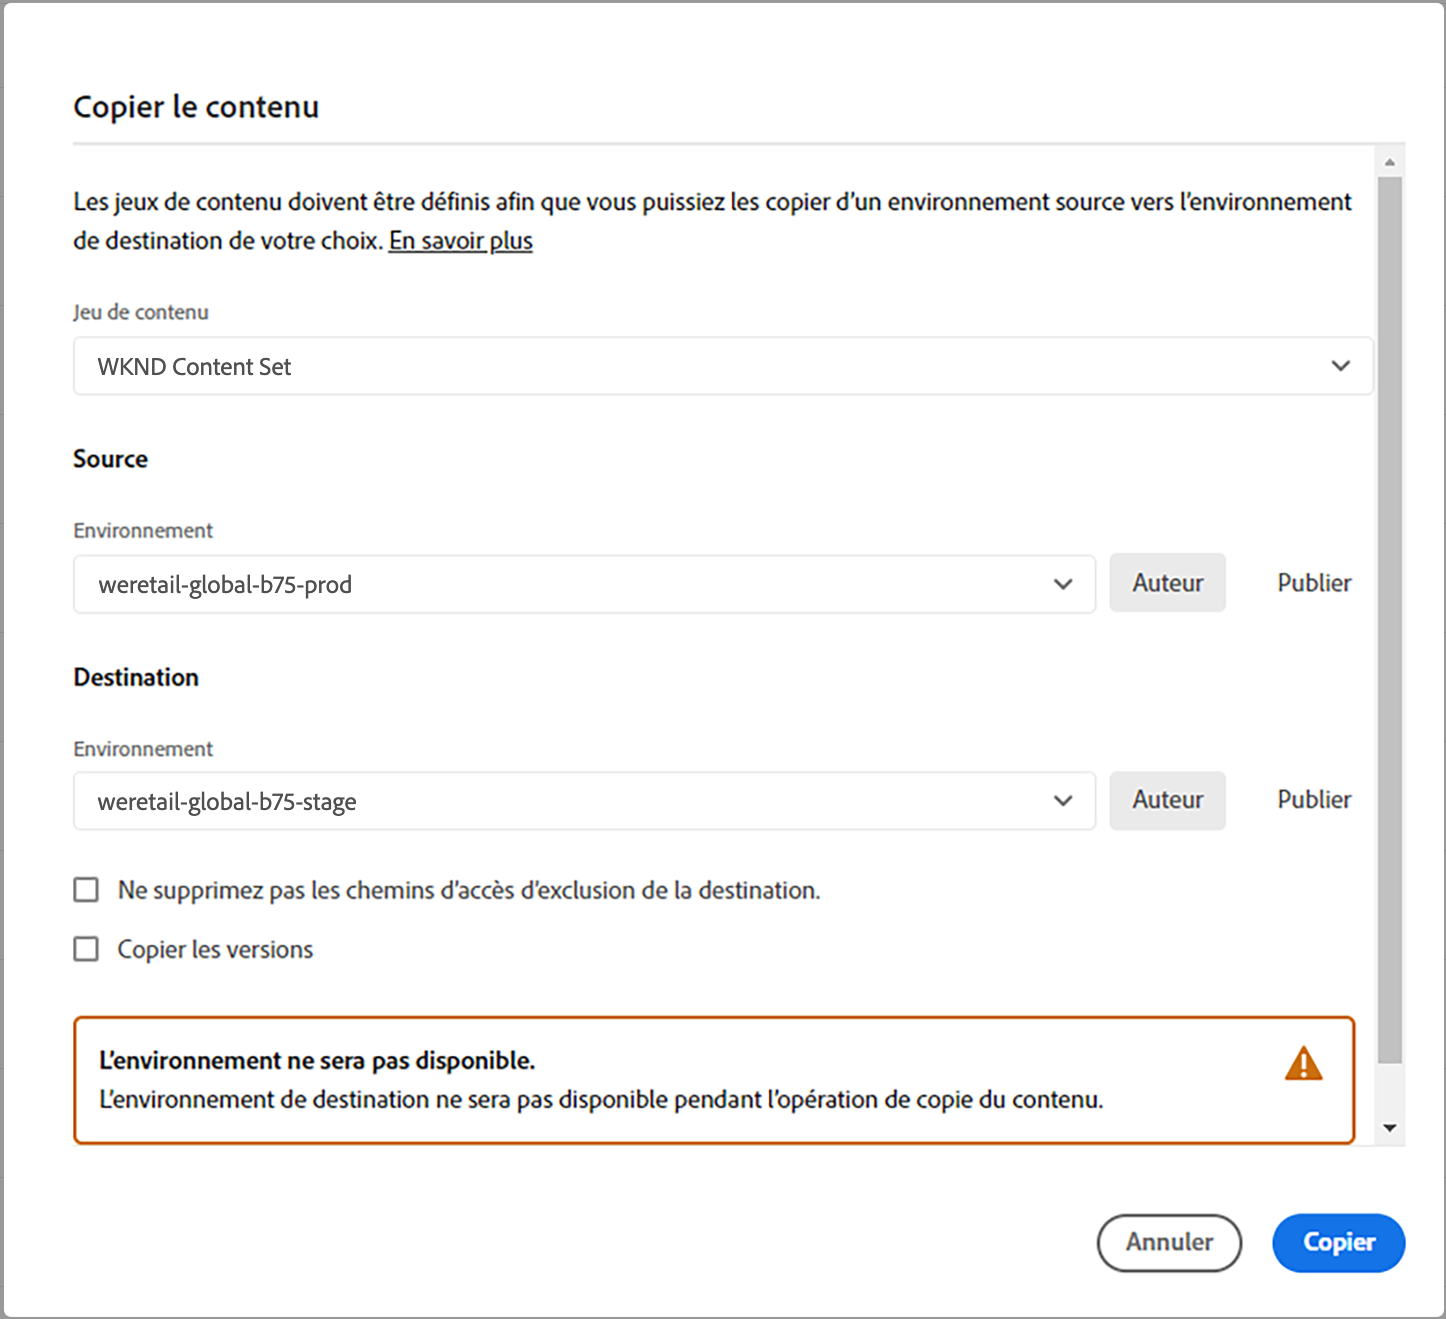 Copier le contenu
Les jeux de contenu doivent être définis afin que vous puissiez les copier d’un environnement source vers l’environnement
de destination de votre choix. En savoir plus
Jeu de contenu
WKND Content Set
Source
Environnement
weretail-global-b75-prod
Auteur
Publier
Destination
Environnement
weretail-global-b75-stage
Auteur
Publier
Ne supprimez pas les chemins d’accès d’exclusion de la destination.
Copier les versions
L’environnement ne sera pas disponible.
L’environnement de destination ne sera pas disponible pendant l’opération de copie du contenu.
Annuler
Copier